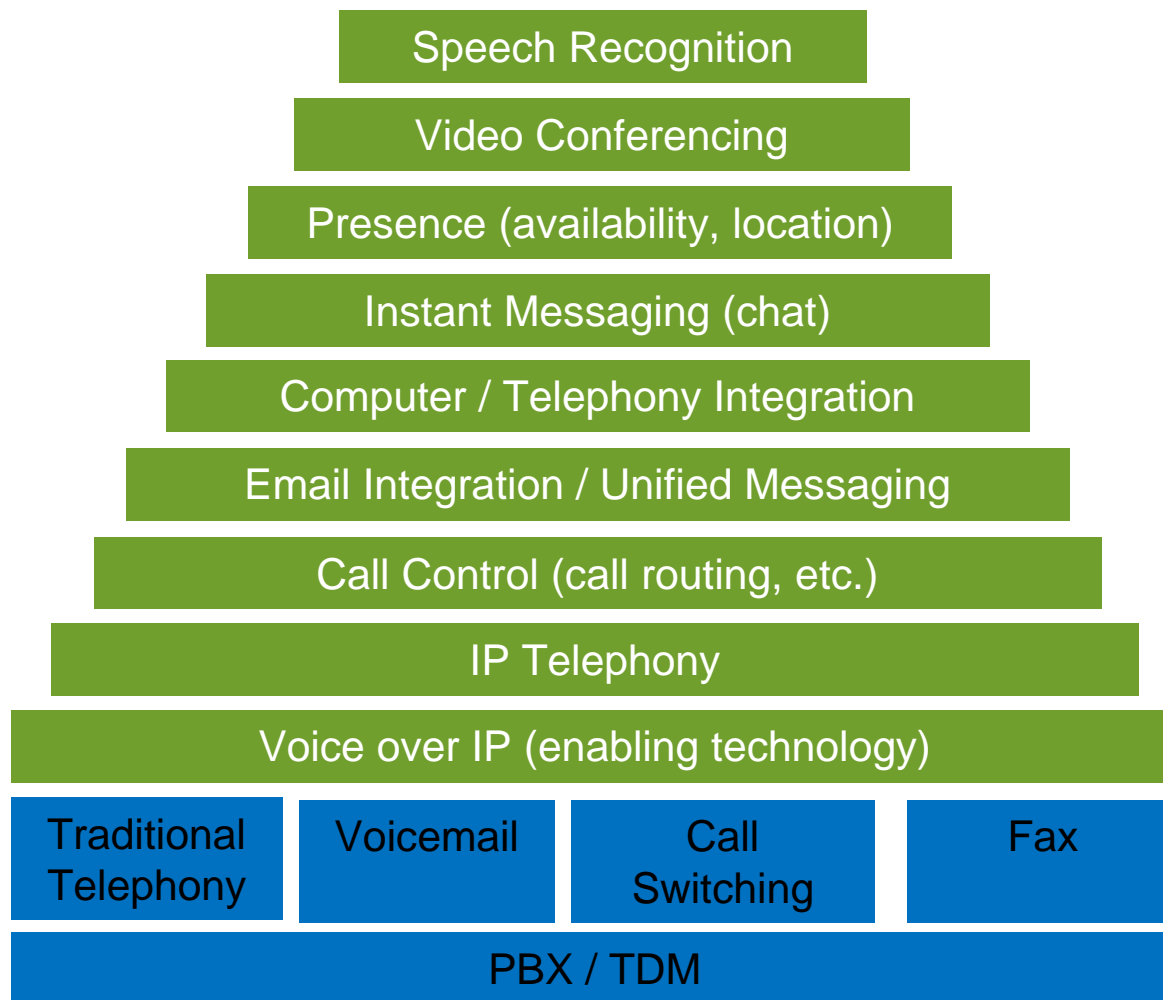 Speech Recognition
Video Conferencing
Presence (availability, location)
Instant Messaging (chat)
Computer / Telephony Integration
Email Integration / Unified Messaging
Call Control (call routing, etc.)
IP Telephony
Voice over IP (enabling technology)
Traditional
Telephony
Voicemail
Call
Switching
Fax
PBX / TDM